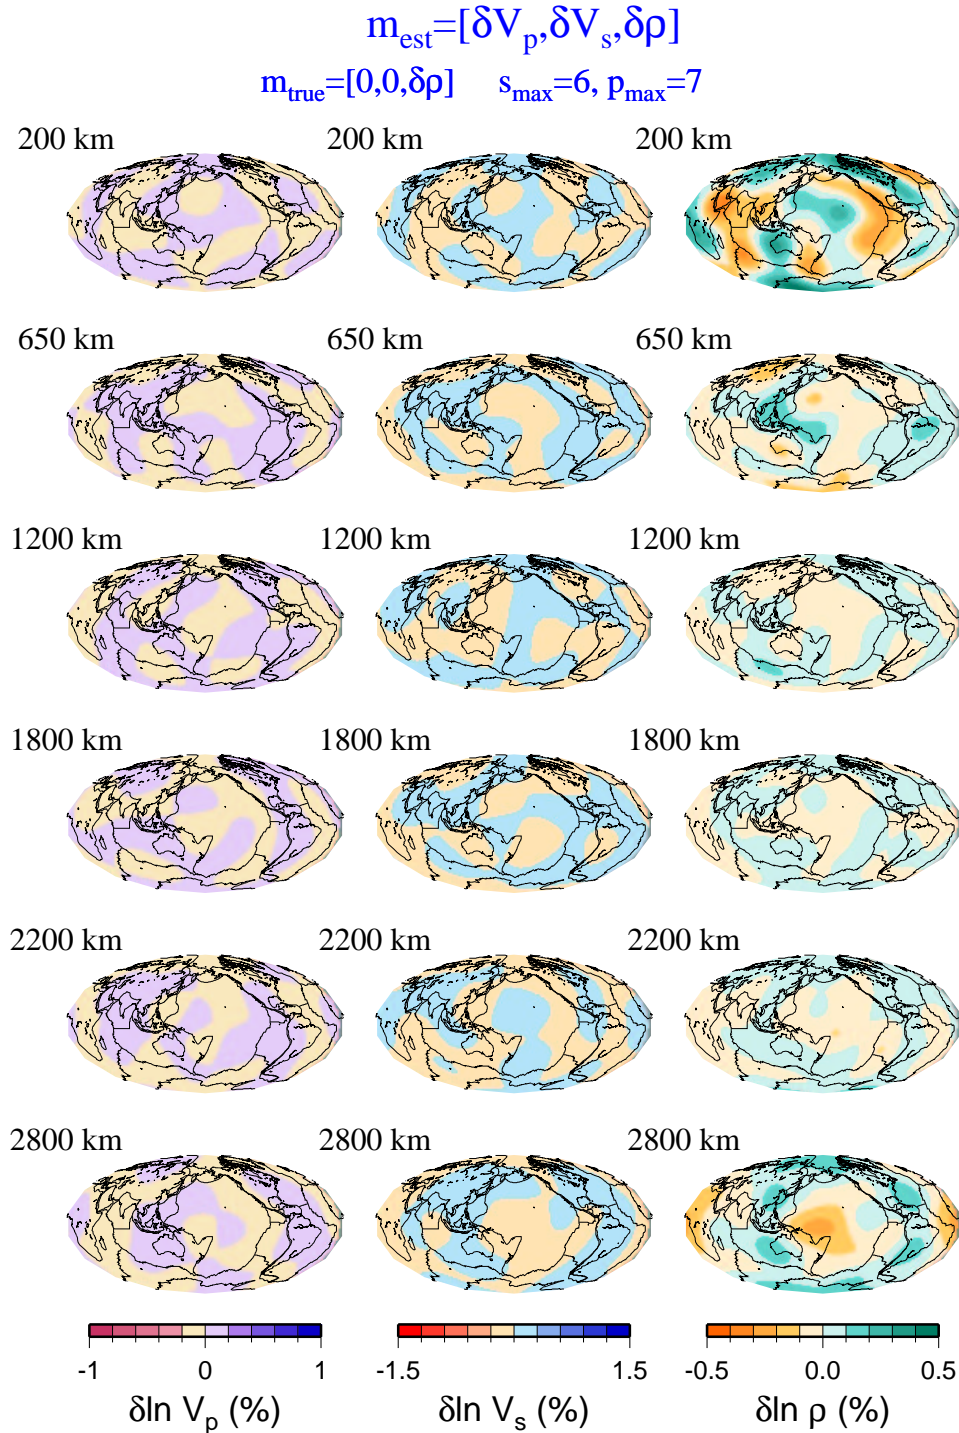 m_est=[δV_p,δV_s,δρ]
m_true=[0,0,δρ] s_max=6, p_max=7
200 km 200 km 200 km
650 km 650 km 650 km
1200 km 1200 km 1200 km
1800 km 1800 km 1800 km
2200 km 2200 km 2200 km
2800 km 2800 km 2800 km
-1 0 1 -1.5 1.5 -0.5 0.0 0.5
δln V_p (%) δln V_s (%) δln ρ (%)